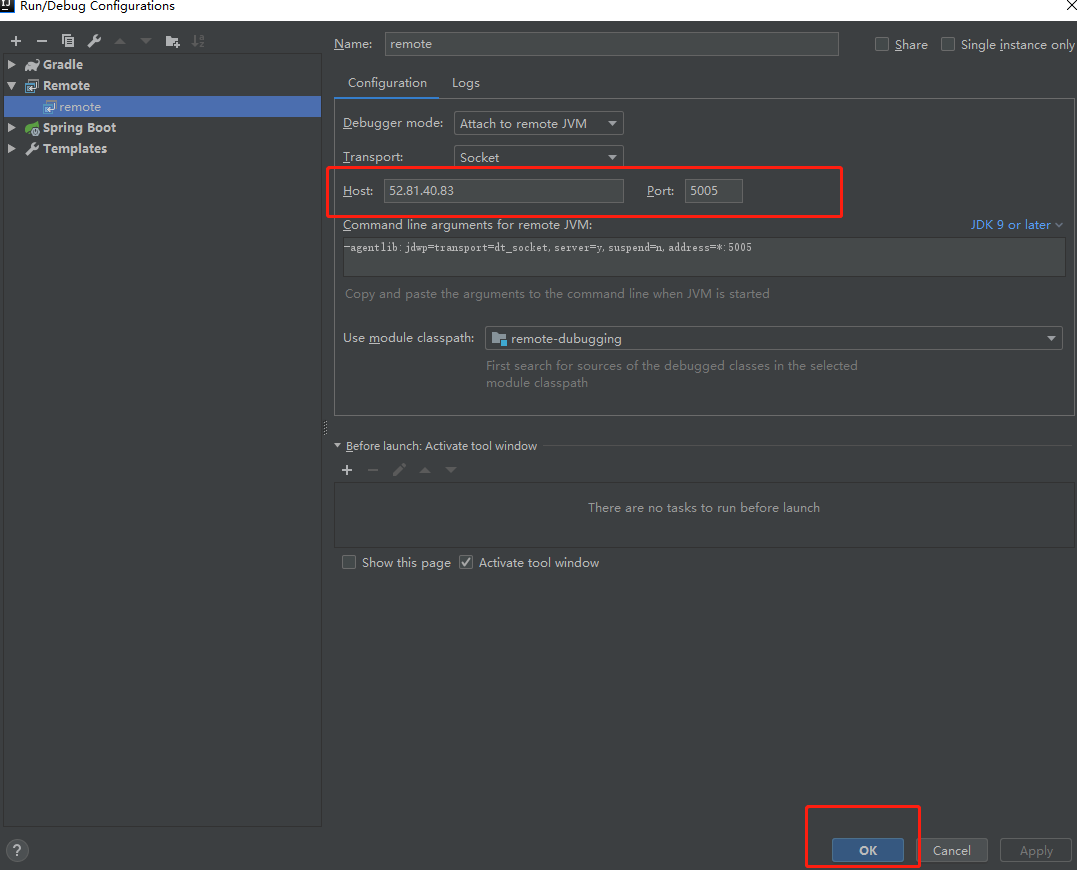 Run/Debug Configurations
Gradle
Remote
remote
Spring Boot
Templates
Name: remote
Share
Single instance only
Configuration Logs
Debugger mode: Attach to remote JVM
Transport: Socket
Host: 52.81.40.83 Port: 5005
Command line arguments for remote JVM: JDK 9 or later
-agentlib:jdwp=transport=dt_socket,server=y,suspend=n,address=*:5005
Copy and paste the arguments to the command line when JVM is started
Use module classpath: remote-dubugging
First search for sources of the debugged classes in the selected
module classpath
Before launch: Activate tool window
There are no tasks to run before launch
Show this page Activate tool window
? OK Cancel Apply